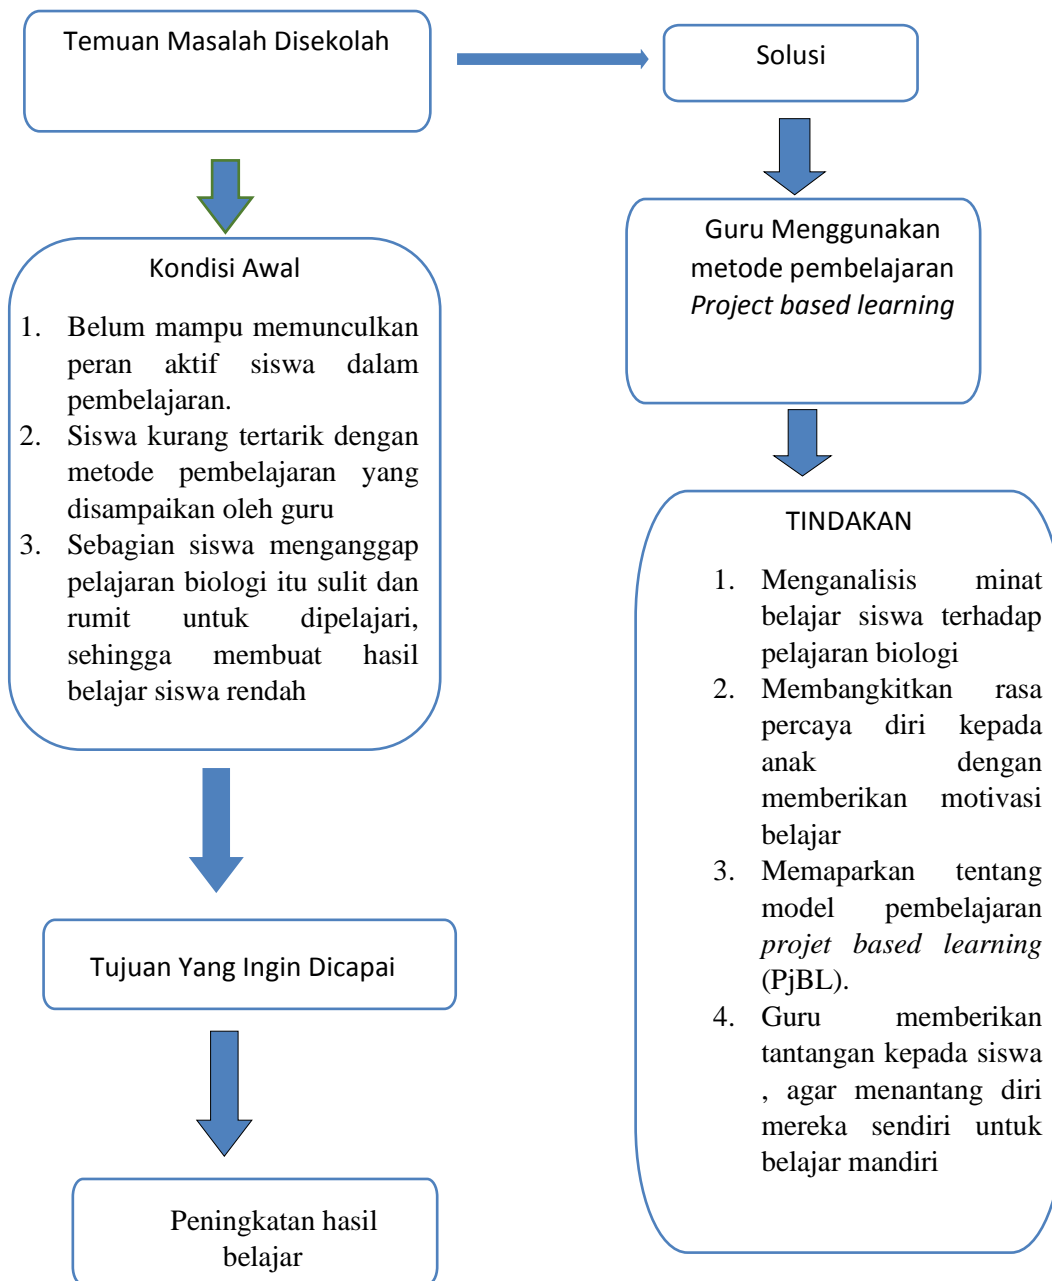 Temuan Masalah Disekolah
Solusi
Kondisi Awal
1. Belum mampu memunculkan
peran aktif siswa dalam
pembelajaran.
2. Siswa kurang tertarik dengan
metode pembelajaran yang
disampaikan oleh guru
3. Sebagian siswa menganggap
pelajaran biologi itu sulit dan
rumit untuk dipelajari,
sehingga membuat hasil
belajar siswa rendah
Tujuan Yang Ingin Dicapai
Peningkatan hasil
belajar
Guru Menggunakan
metode pembelajaran
Project based learning
TINDAKAN
1. Menganalisis minat
belajar siswa terhadap
pelajaran biologi
2. Membangkitkan rasa
percaya diri kepada
anak dengan
memberikan motivasi
belajar
3. Memaparkan tentang
model pembelajaran
projet based learning
(PjBL).
4. Guru memberikan
tantangan kepada siswa
, agar menantang diri
mereka sendiri untuk
belajar mandiri